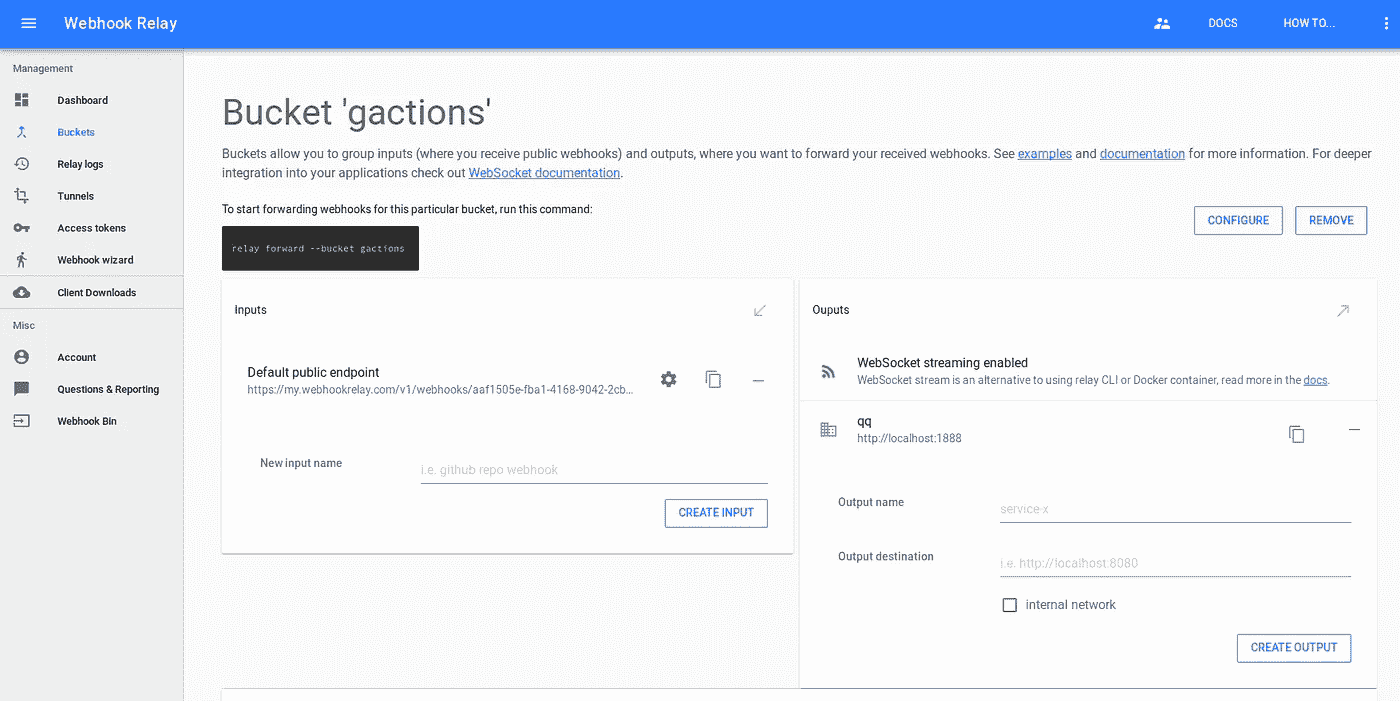 Webhook Relay
DOCS
HOW TO...
Management
Dashboard
Buckets
Relay logs
Tunnels
Access tokens
Webhook wizard
Client Downloads
Misc
Account
Questions & Reporting
Webhook Bin
Bucket 'gactions'
Buckets allow you to group inputs (where you receive public webhooks) and outputs, where you want to forward your received webhooks. See examples and documentation for more information. For deeper
integration into your applications check out WebSocket documentation.
To start forwarding webhooks for this particular bucket, run this command:
relay forward --bucket gactions
CONFIGURE
REMOVE
Inputs
Default public endpoint
https://my.webhookrelay.com/v1/webhooks/aaf1505e-fba1-4168-9042-2cb...
New input name
i.e. github repo webhook
CREATE INPUT
Ouputs
WebSocket streaming enabled
WebSocket stream is an alternative to using relay CLI or Docker container, read more in the docs.
qq
http://localhost:1888
Output name
service-x
Output destination
i.e. http://localhost:8080
internal network
CREATE OUTPUT